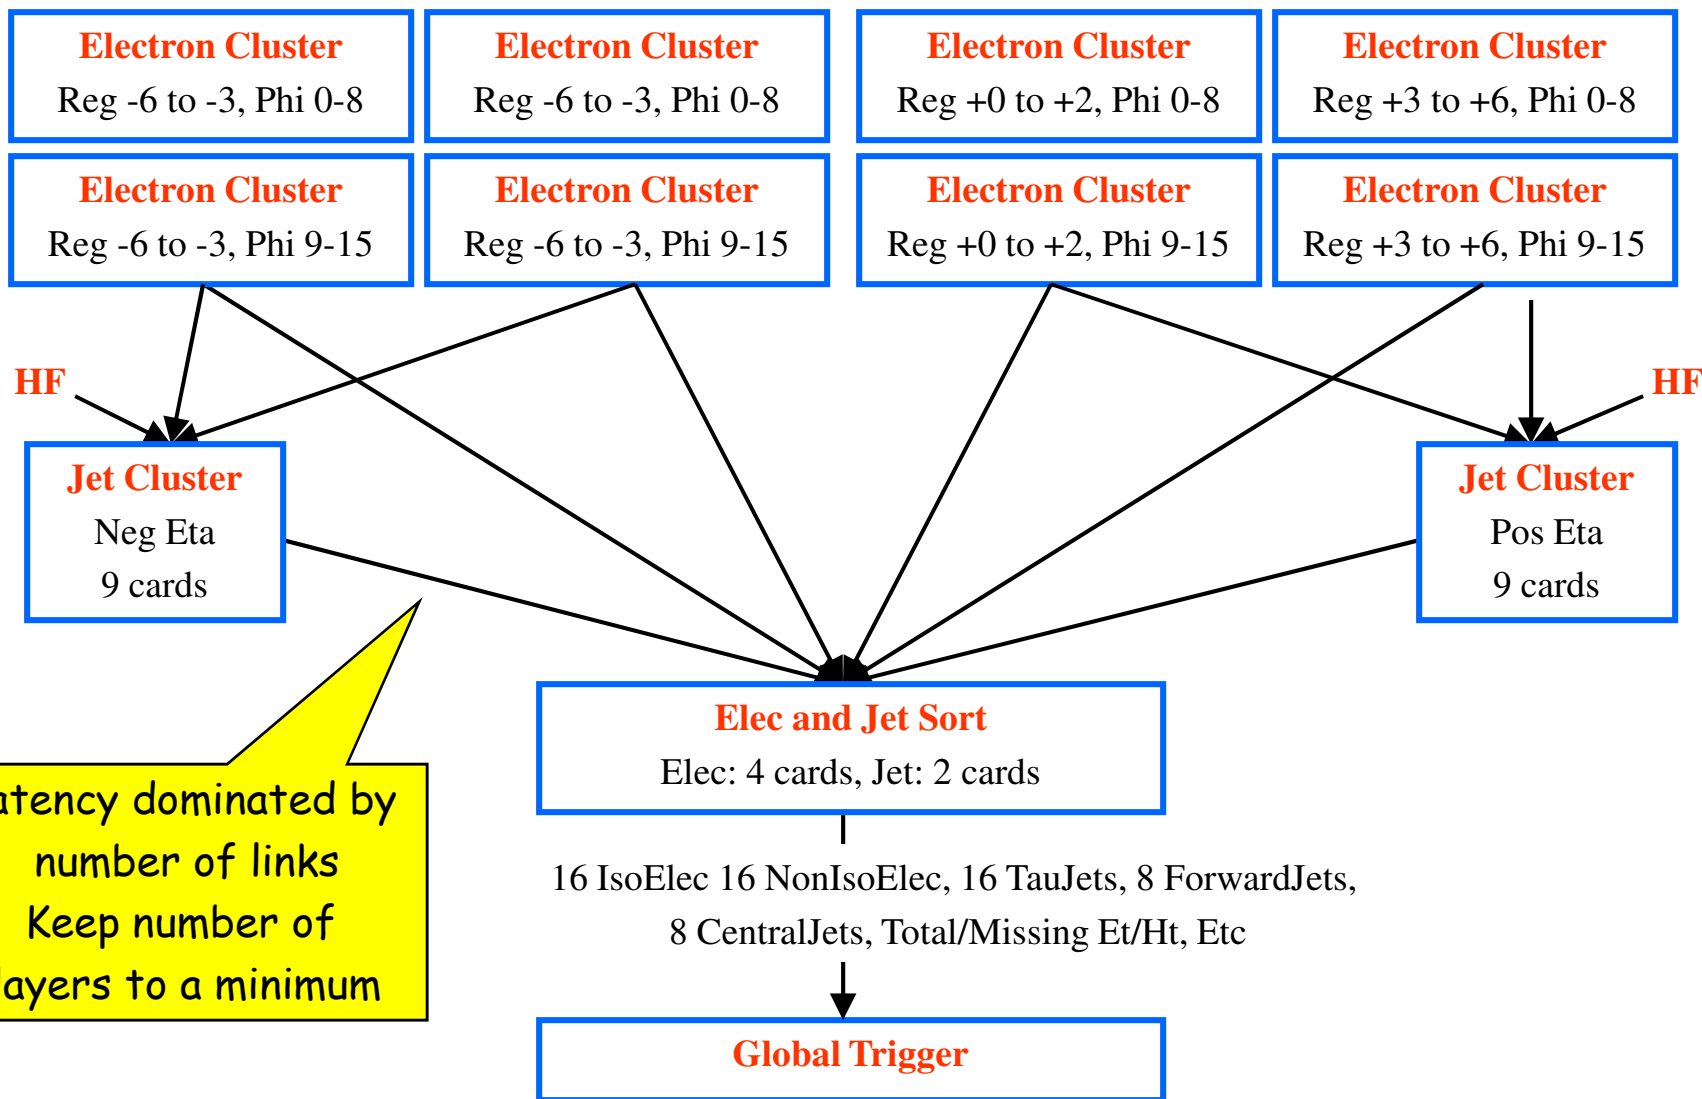 Electron Cluster
Reg -6 to -3, Phi 0-8
Electron Cluster
Reg -6 to -3, Phi 0-8
Electron Cluster
Reg +0 to +2, Phi 0-8
Electron Cluster
Reg +3 to +6, Phi 0-8
Electron Cluster
Reg -6 to -3, Phi 9-15
Electron Cluster
Reg -6 to -3, Phi 9-15
Electron Cluster
Reg +0 to +2, Phi 9-15
Electron Cluster
Reg +3 to +6, Phi 9-15
HF
HF
Jet Cluster
Neg Eta
9 cards
Jet Cluster
Pos Eta
9 cards
Elec and Jet Sort
Elec: 4 cards, Jet: 2 cards
atency dominated by
number of links
Keep number of
layers to a minimum
16 IsoElec 16 NonIsoElec, 16 TauJets, 8 ForwardJets,
8 CentralJets, Total/Missing Et/Ht, Etc
Global Trigger